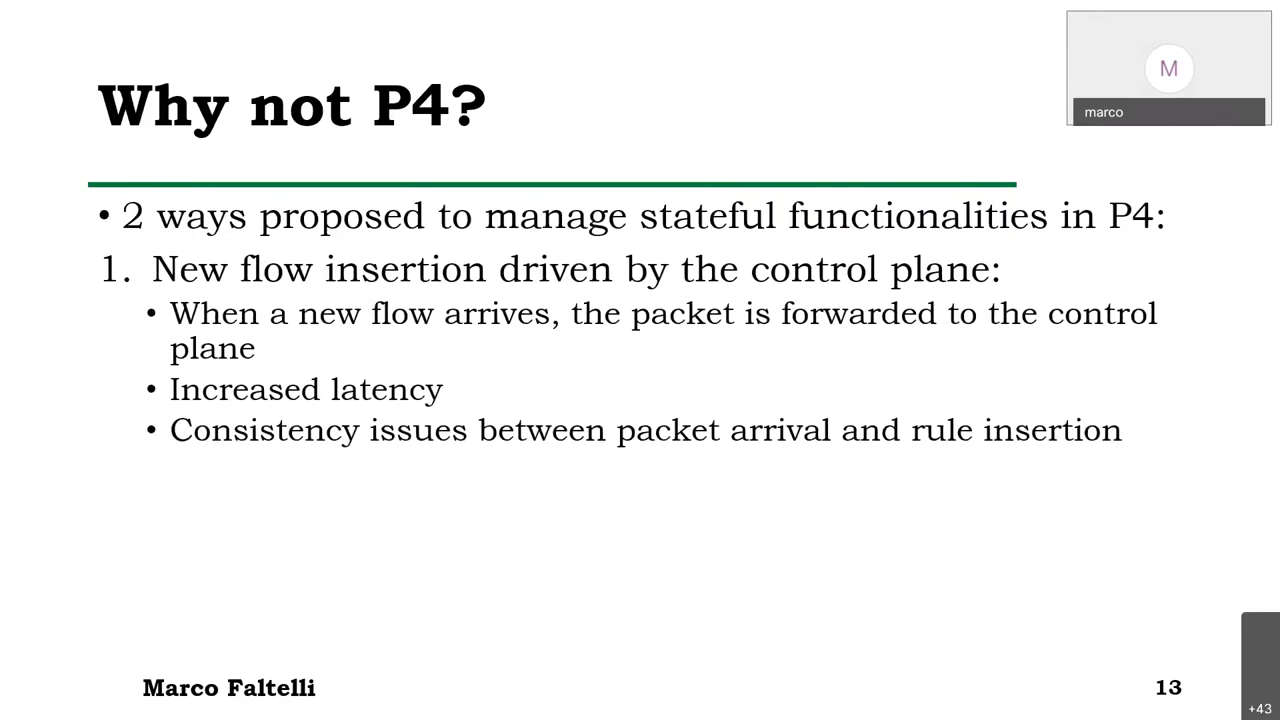 M
marco
Why not P4?
• 2 ways proposed to manage stateful functionalities in P4:
1. New flow insertion driven by the control plane:
• When a new flow arrives, the packet is forwarded to the control
plane
• Increased latency
• Consistency issues between packet arrival and rule insertion
Marco Faltelli
13
+43